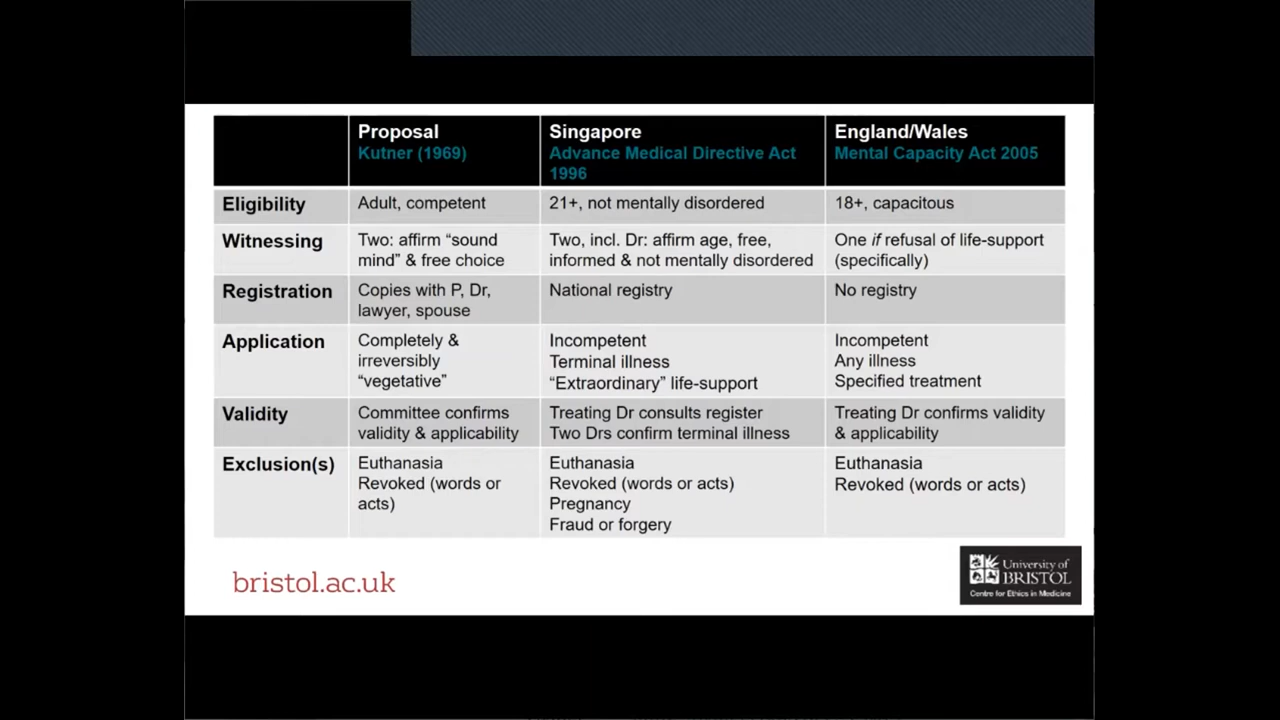 Proposal
Kutner (1969)
Singapore
Advance Medical Directive Act
1996
England/Wales
Mental Capacity Act 2005
Eligibility
Adult, competent
21+, not mentally disordered
18+, capacitous
Witnessing
Two: affirm “sound
mind” & free choice
Two, incl. Dr: affirm age, free,
informed & not mentally disordered
One if refusal of life-support
(specifically)
Registration
Copies with P, Dr,
lawyer, spouse
National registry
No registry
Application
Completely &
irreversibly
“vegetative”
Incompetent
Terminal illness
“Extraordinary” life-support
Incompetent
Any illness
Specified treatment
Validity
Committee confirms
validity & applicability
Treating Dr consults register
Two Drs confirm terminal illness
Treating Dr confirms validity
& applicability
Exclusion(s)
Euthanasia
Revoked (words or
acts)
Euthanasia
Revoked (words or acts)
Pregnancy
Fraud or forgery
Euthanasia
Revoked (words or acts)
bristol.ac.uk
University of
BRISTOL
Centre for Ethics in Medicine